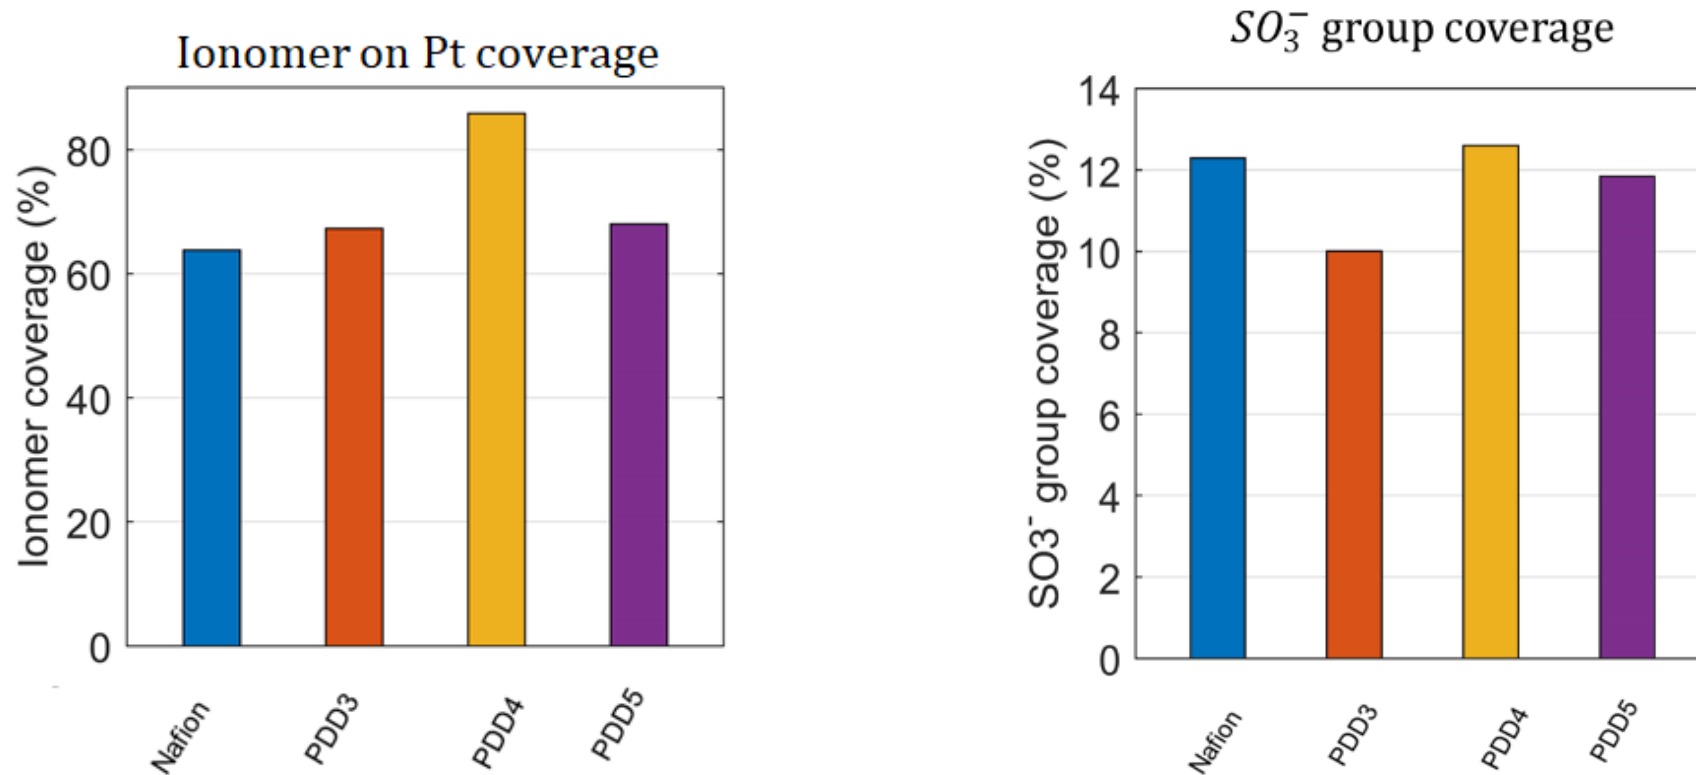 Ionomer on Pt coverage
Ionomer coverage (%)
80
60
40
20
0
Nafion
PDD3
PDD4
PDD5
SO₃⁻ group coverage
SO3⁻ group coverage (%)
14
12
10
8
6
4
2
0
Nafion
PDD3
PDD4
PDD5